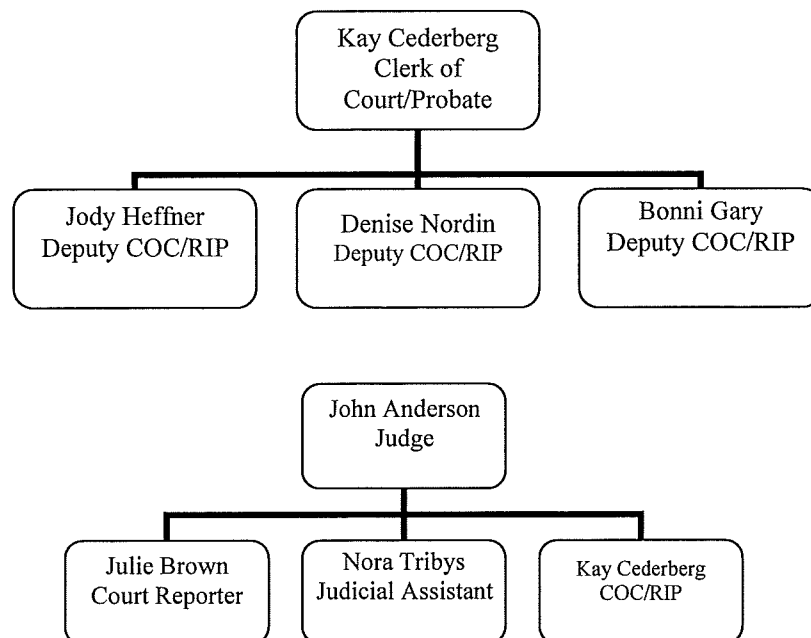 Kay Cederberg
Clerk of
Court/Probate
Jody Heffner
Deputy COC/RIP
Denise Nordin
Deputy COC/RIP
Bonni Gary
Deputy COC/RIP
John Anderson
Judge
Julie Brown
Court Reporter
Nora Tribys
Judicial Assistant
Kay Cederberg
COC/RIP